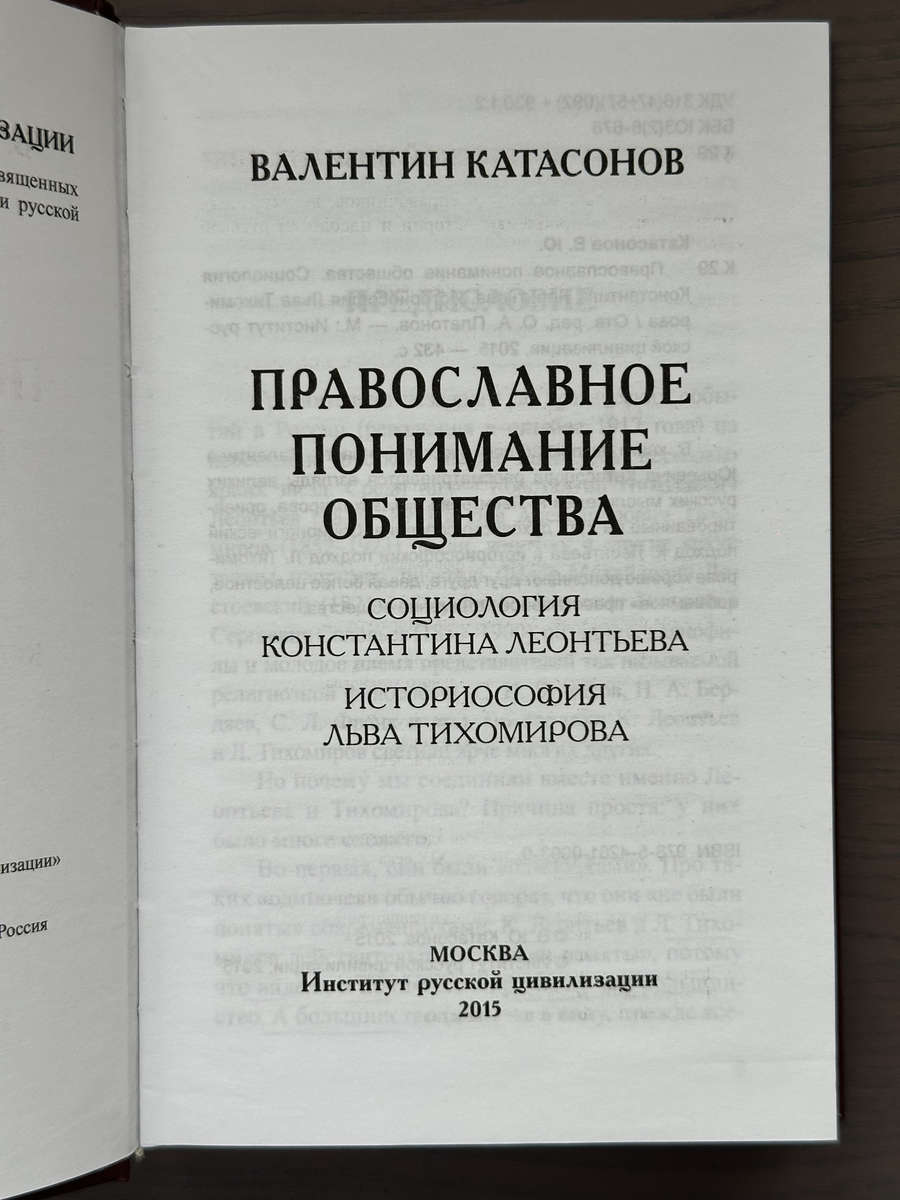 ЗАЦИИ
вященных
и русской
изации»
Россия
ВАЛЕНТИН КАТАСОНОВ
ПРАВОСЛАВНОЕ
ПОНИМАНИЕ
ОБЩЕСТВА
СОЦИОЛОГИЯ
КОНСТАНТИНА ЛЕОНТЬЕВА
ИСТОРИОСОФИЯ
ЛЬВА ТИХОМИРОВА
МОСКВА
Институт русской цивилизации
2015